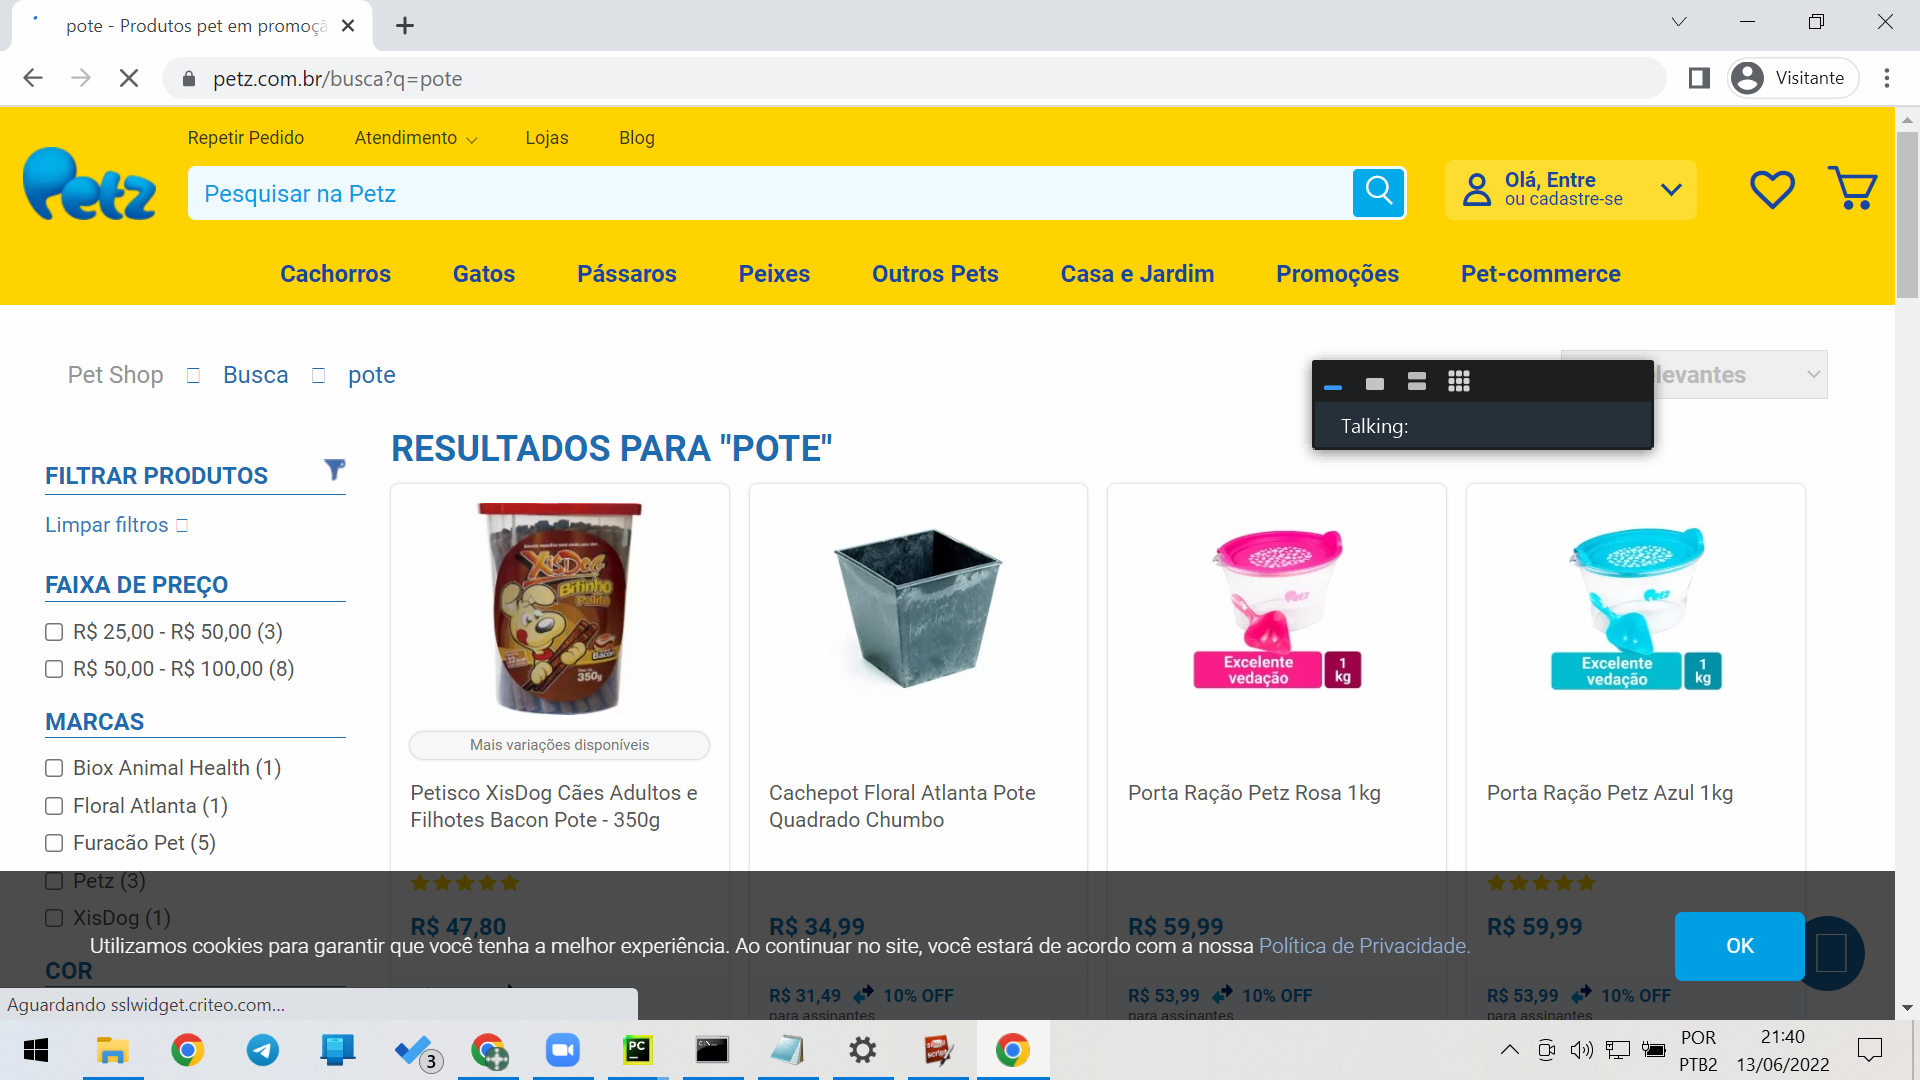 pote - Produtos pet em promoçã
petz.com.br/busca?q=pote
Visitante
Repetir Pedido
Atendimento
Lojas
Blog
Petz
Pesquisar na Petz
Olá, Entre
ou cadastre-se
Cachorros
Gatos
Pássaros
Peixes
Outros Pets
Casa e Jardim
Promoções
Pet-commerce
Pet Shop
Busca
pote
levantes
Talking:
RESULTADOS PARA "POTE"
FILTRAR PRODUTOS
Limpar filtros
FAIXA DE PREÇO
R$ 25,00 - R$ 50,00 (3)
R$ 50,00 - R$ 100,00 (8)
MARCAS
Biox Animal Health (1)
Floral Atlanta (1)
Furacão Pet (5)
Petz (3)
XisDog (1)
COR
XisDog
Bifinho
Palito
Bacon
350g
Mais variações disponíveis
Petisco XisDog Cães Adultos e
Filhotes Bacon Pote - 350g
R$ 47,80
Cachepot Floral Atlanta Pote
Quadrado Chumbo
R$ 34,99
R$ 31,49
10% OFF
para assinantes
Petz
Excelente
vedação
1
kg
Porta Ração Petz Rosa 1kg
R$ 59,99
R$ 53,99
10% OFF
para assinantes
Petz
Excelente
vedação
1
kg
Porta Ração Petz Azul 1kg
R$ 59,99
R$ 53,99
10% OFF
para assinantes
Utilizamos cookies para garantir que você tenha a melhor experiência. Ao continuar no site, você estará de acordo com a nossa Política de Privacidade.
OK
Aguardando sslwidget.criteo.com...
3
PC
POR
PTB2
21:40
13/06/2022